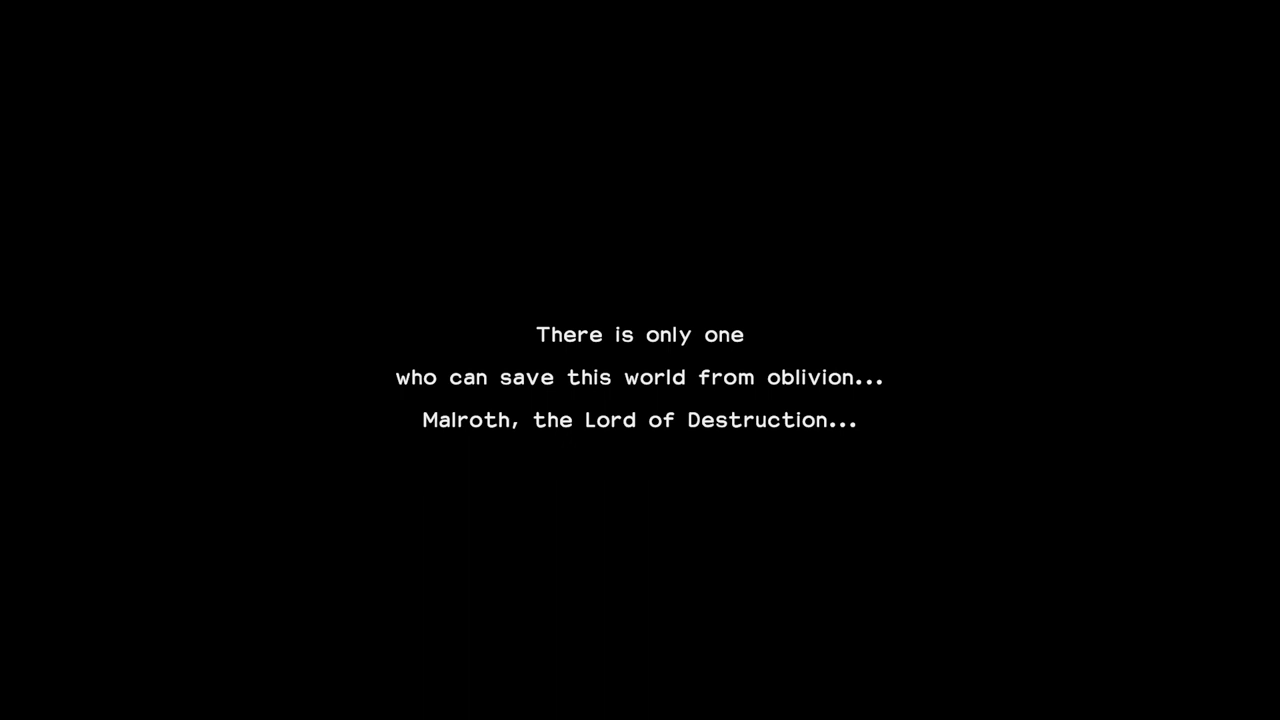 There is only one
who can save this world from oblivion...
Malroth, the Lord of Destruction...